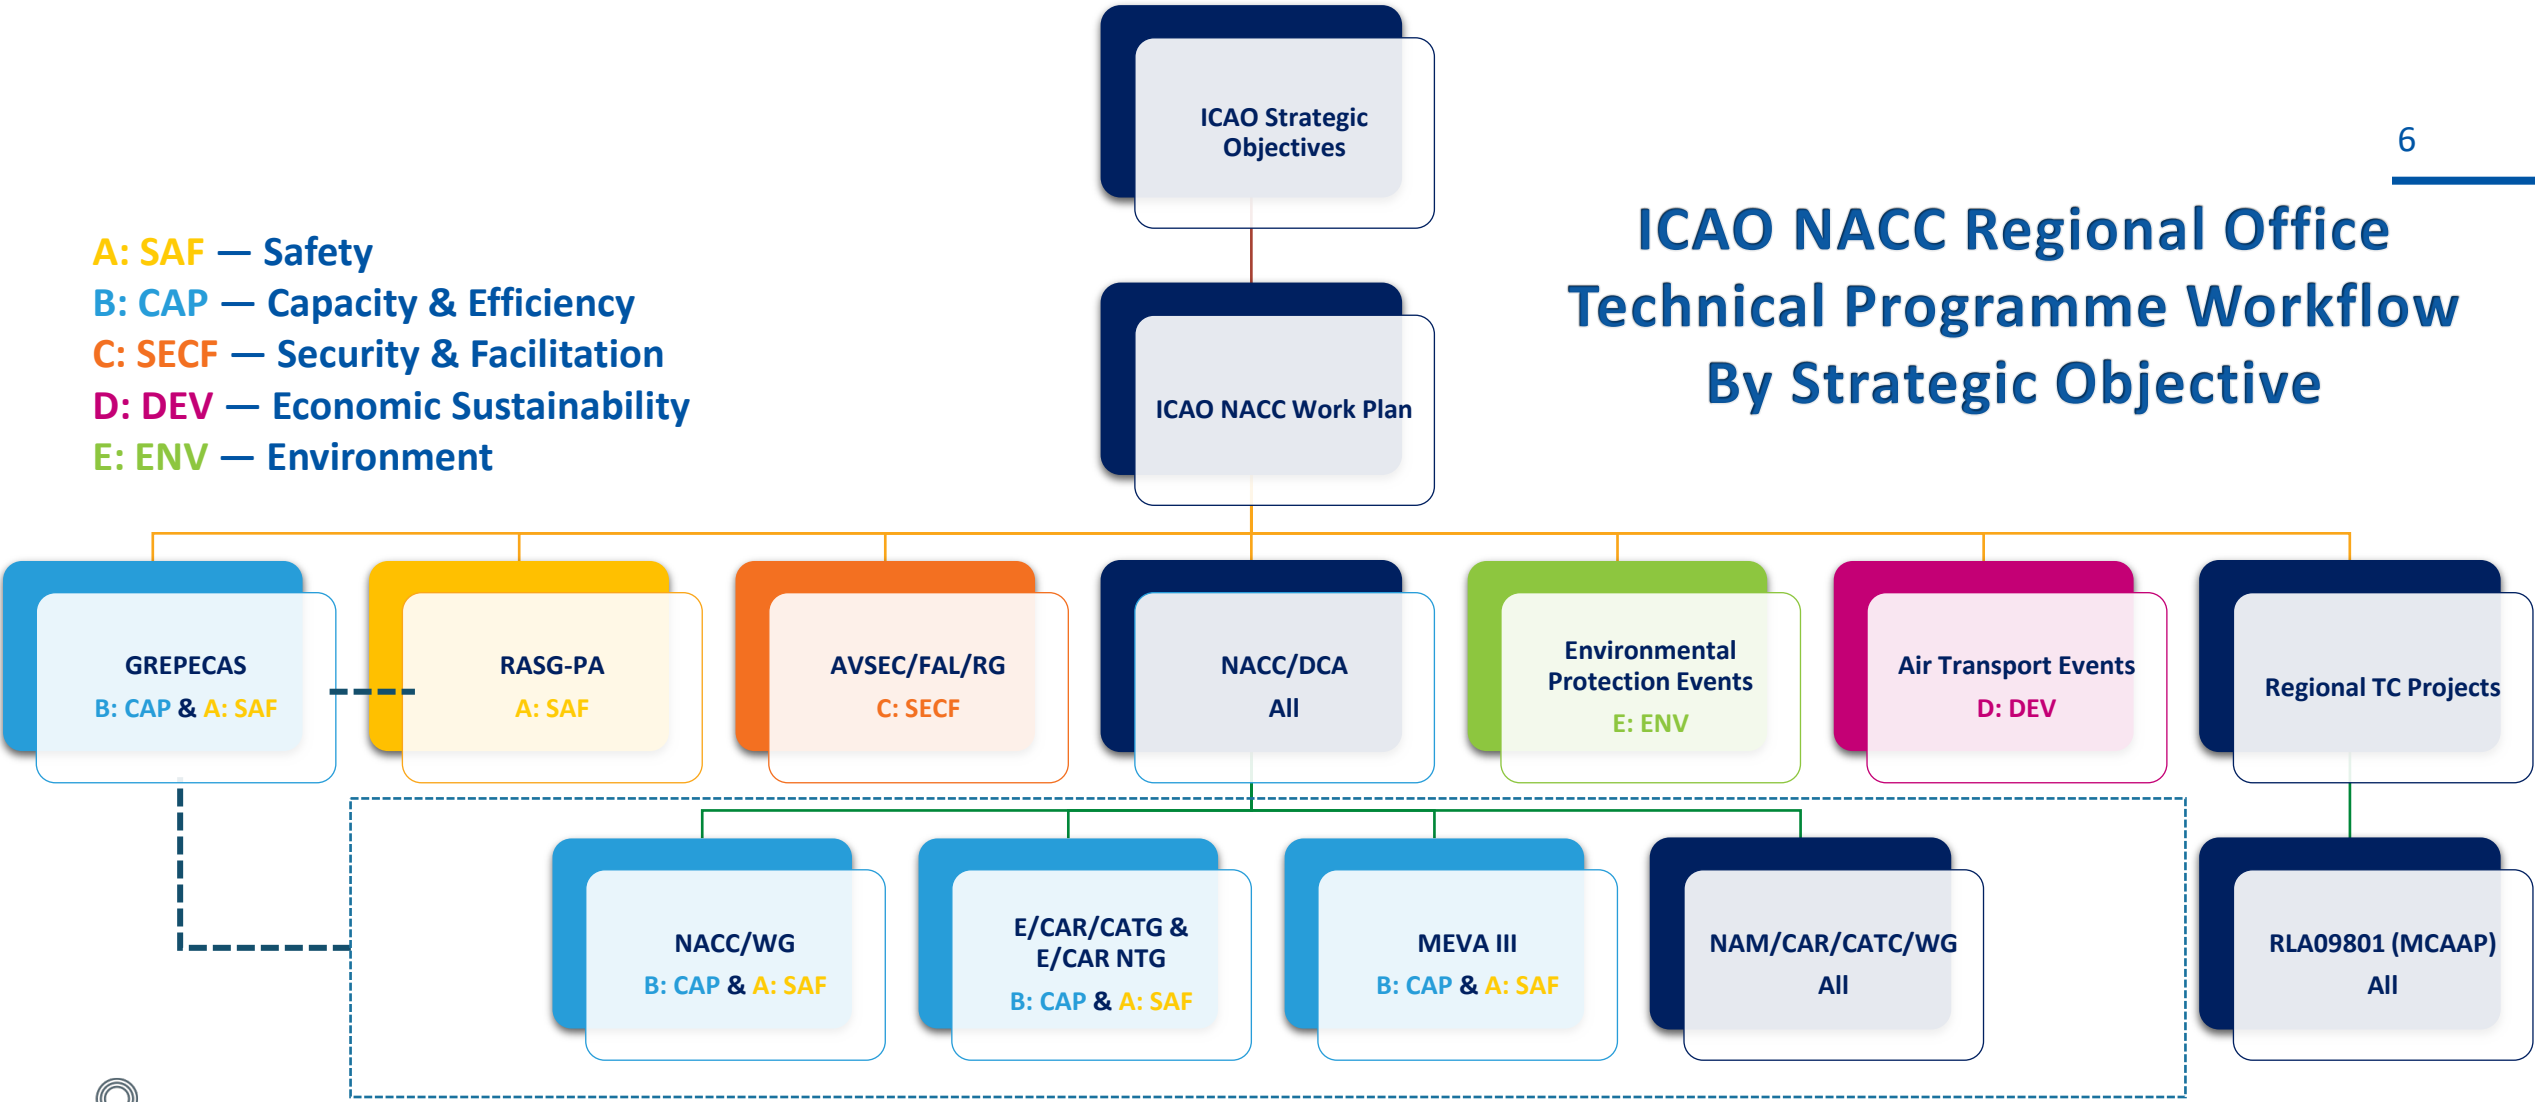 ICAO Strategic
Objectives
6
ICAO NACC Regional Office
Technical Programme Workflow
By Strategic Objective
A: SAF — Safety
B: CAP — Capacity & Efficiency
C: SECF — Security & Facilitation
D: DEV — Economic Sustainability
E: ENV — Environment
ICAO NACC Work Plan
GREPECAS
B: CAP & A: SAF
RASG-PA
A: SAF
AVSEC/FAL/RG
C: SECF
NACC/DCA
All
Environmental
Protection Events
E: ENV
Air Transport Events
D: DEV
Regional TC Projects
NACC/WG
B: CAP & A: SAF
E/CAR/CATG &
E/CAR NTG
B: CAP & A: SAF
MEVA III
B: CAP & A: SAF
NAM/CAR/CATC/WG
All
RLA09801 (MCAAP)
All